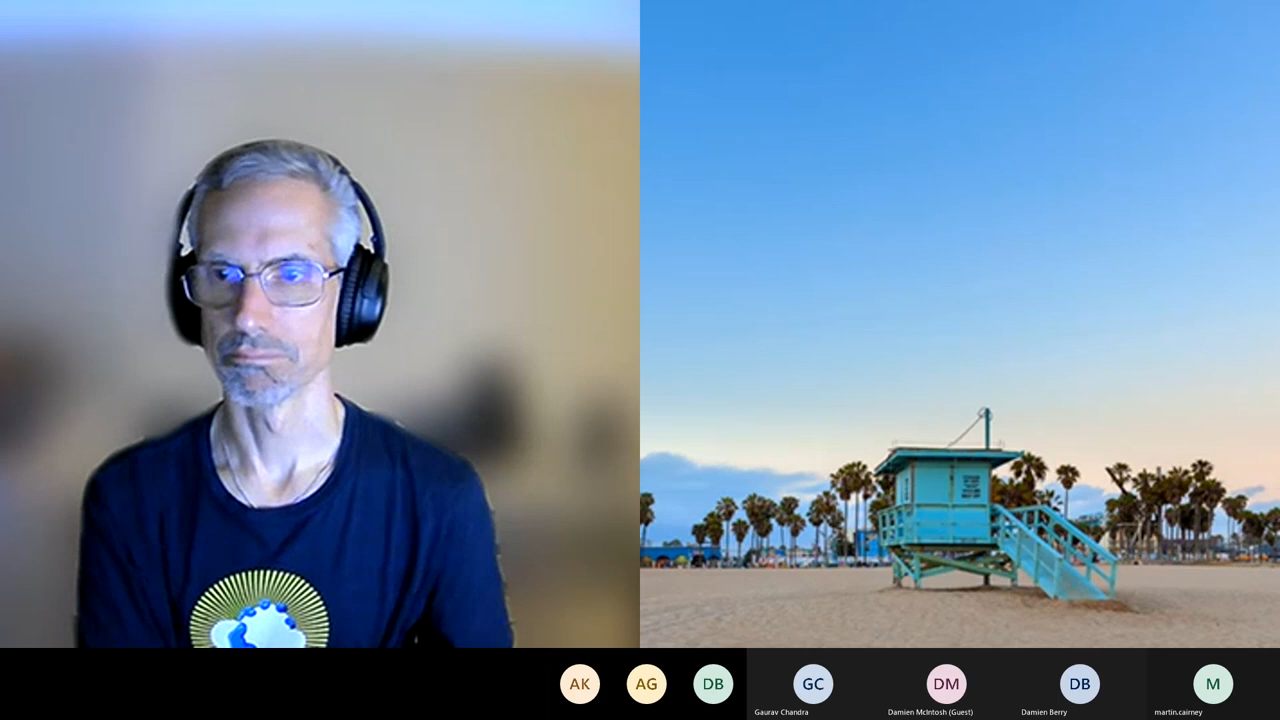 AK
AG
DB
GC
DM
DB
M
Gaurav Chandra
Damien McIntosh (Guest)
Damien Berry
martin.cairney